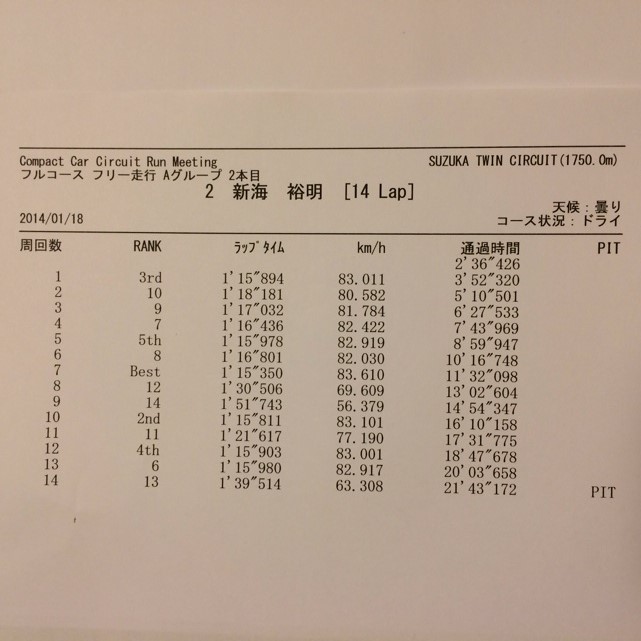 Compact Car Circuit Run Meeting SUZUKA TWIN CIRCUIT(1750.0m)
フルコース フリー走行 Aグループ 2本目
2 新海 裕明 [14 Lap]
天候：曇り
2014/01/18 コース状況：ドライ
周回数 RANK ﾗｯﾌﾟﾀｲﾑ km/h 通過時間 PIT
2'36"426
1 3rd 1'15"894 83.011 3'52"320
2 10 1'18"181 80.582 5'10"501
3 9 1'17"032 81.784 6'27"533
4 7 1'16"436 82.422 7'43"969
5 5th 1'15"978 82.919 8'59"947
6 8 1'16"801 82.030 10'16"748
7 Best 1'15"350 83.610 11'32"098
8 12 1'30"506 69.609 13'02"604
9 14 1'51"743 56.379 14'54"347
10 2nd 1'15"811 83.101 16'10"158
11 11 1'21"617 77.190 17'31"775
12 4th 1'15"903 83.001 18'47"678
13 6 1'15"980 82.917 20'03"658
14 13 1'39"514 63.308 21'43"172 PIT